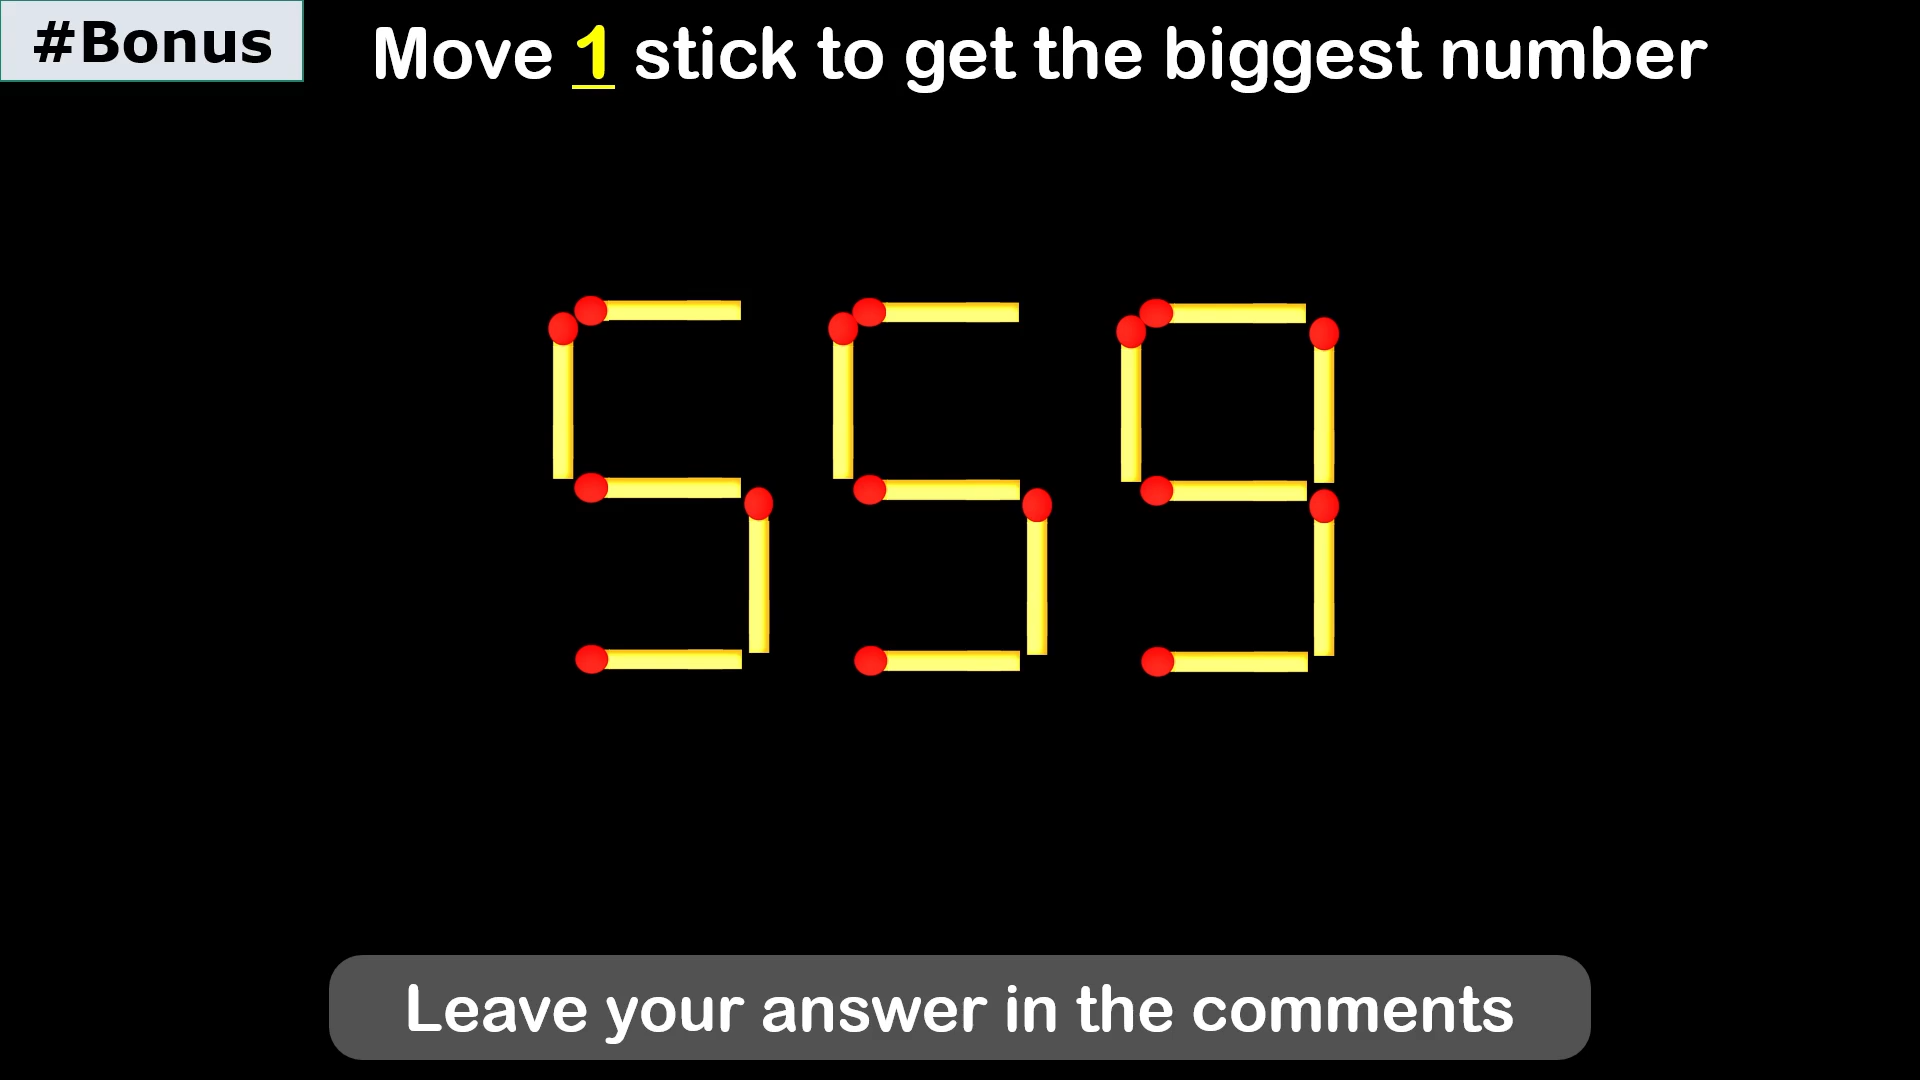 #Bonus
Move 1 stick to get the biggest number
559
Leave your answer in the comments